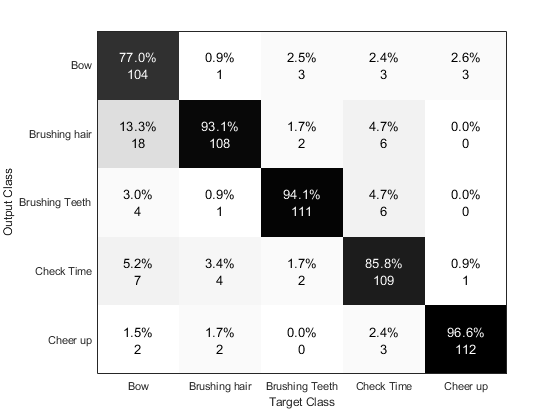 77.0% 0.9% 2.5% 2.4% 2.6%
Bow
104 1 3 3 3
13.3% 93.1% 1.7% 4.7% 0.0%
Brushing hair
18 108 2 6 0
3.0% 0.9% 94.1% 4.7% 0.0%
Brushing Teeth
4 1 111 6 0
5.2% 3.4% 1.7% 85.8% 0.9%
Check Time
7 4 2 109 1
1.5% 1.7% 0.0% 2.4% 96.6%
Cheer up
2 2 0 3 112
Bow Brushing hair Brushing Teeth Check Time Cheer up
Target Class
Output Class